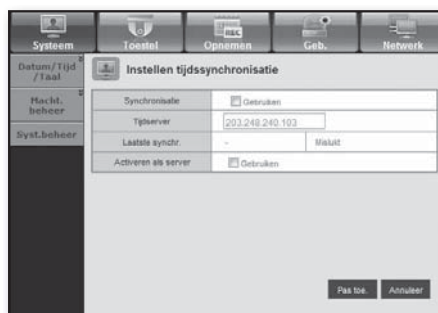 Systeem Toestel Opnemen Geb. Netwerk
REC
Datum/Tijd
/Taal
Macht.
beheer
Syst.beheer
Instellen tijdssynchronisatie
Synchronisatie Gebruiken
Tijdserver 203.248.240.103
Laatste synchr. - Mislukt
Activeren als server Gebruiken
Pas toe. Annuleer